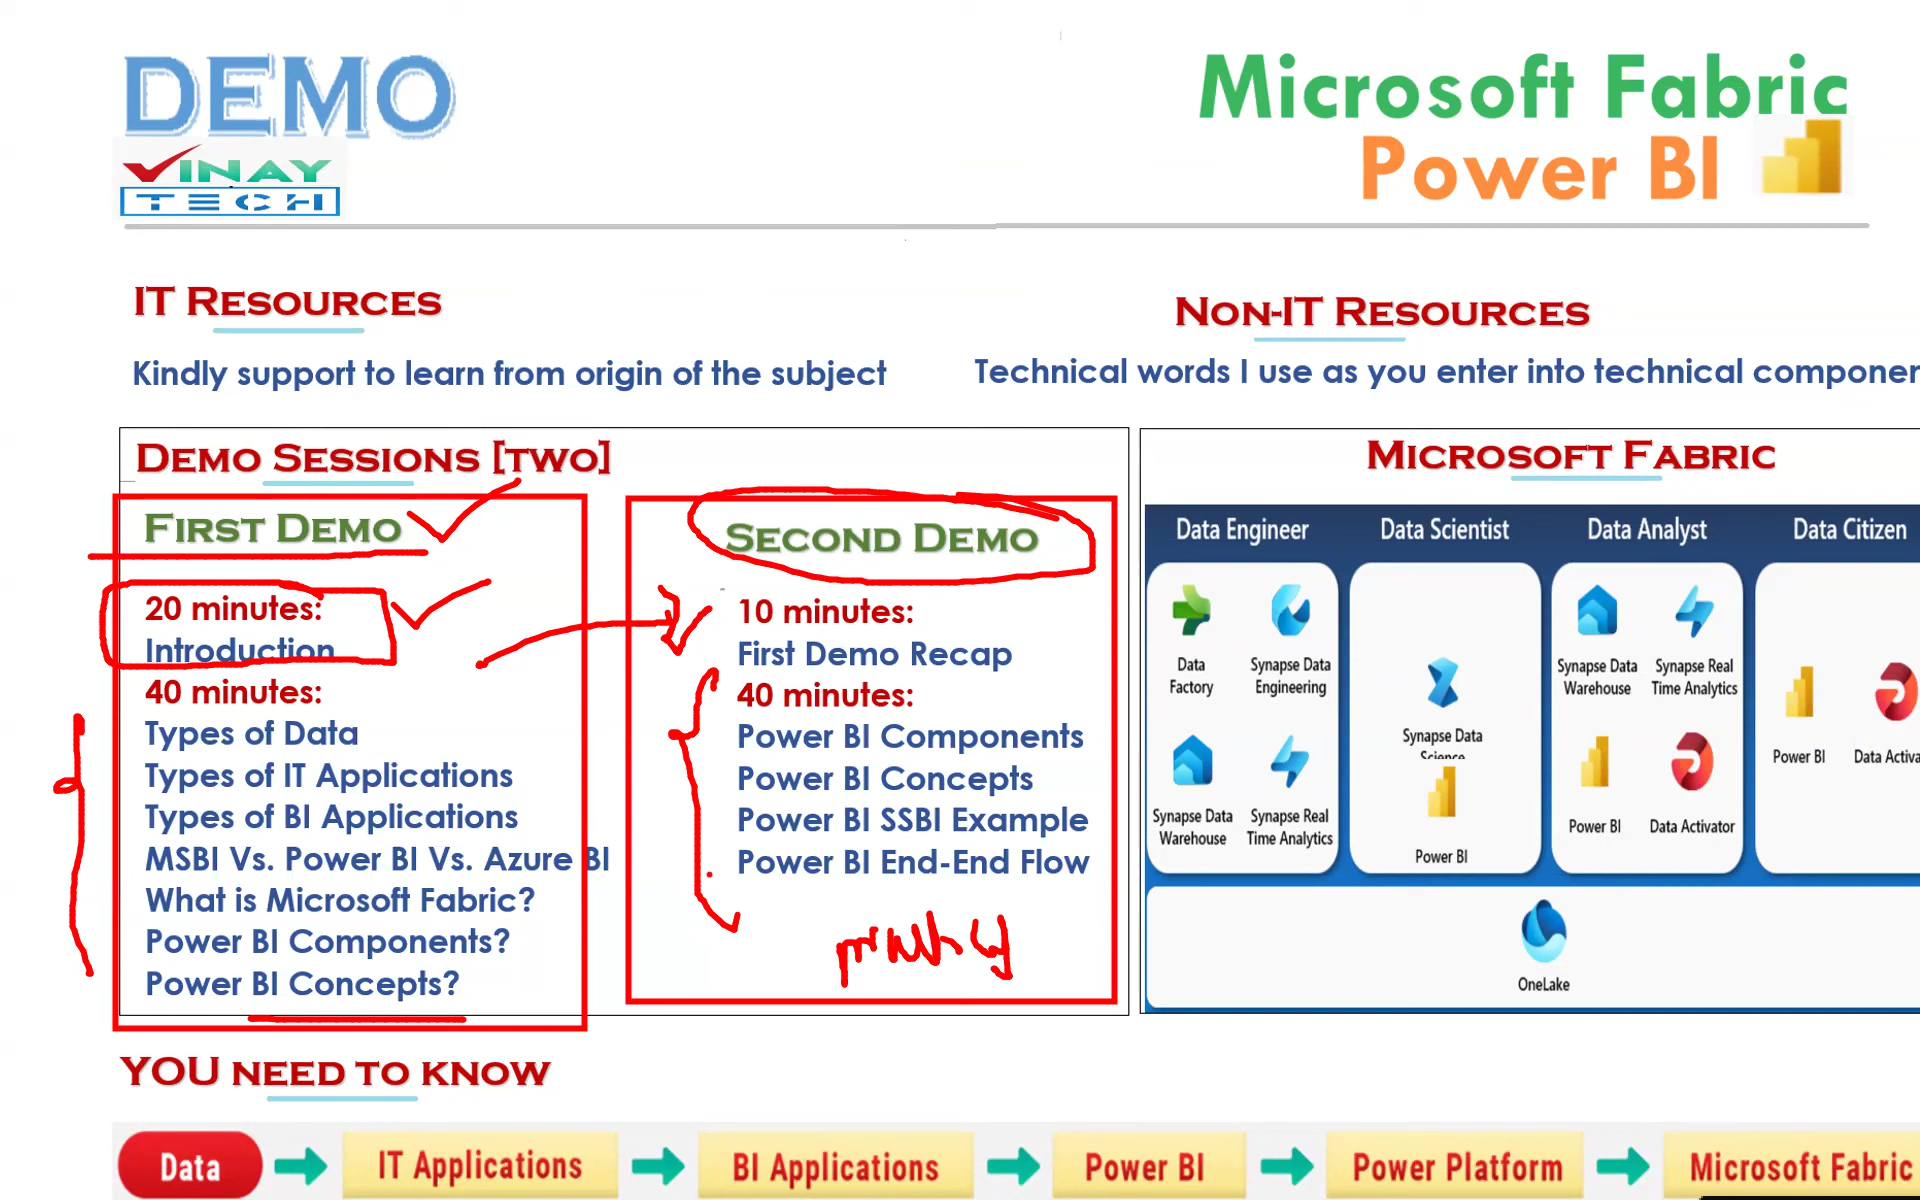 DEMO
VINAY
TECH
Microsoft Fabric
Power BI
IT Resources
Kindly support to learn from origin of the subject
Non-IT Resources
Technical words I use as you enter into technical componen
Demo Sessions [two]
First Demo
20 minutes:
Introduction
40 minutes:
Types of Data
Types of IT Applications
Types of BI Applications
MSBI Vs. Power BI Vs. Azure BI
What is Microsoft Fabric?
Power BI Components?
Power BI Concepts?
Second Demo
10 minutes:
First Demo Recap
40 minutes:
Power BI Components
Power BI Concepts
Power BI SSBI Example
Power BI End-End Flow
Microsoft Fabric
Data Engineer
Data Factory
Synapse Data Engineering
Synapse Data Warehouse
Synapse Real Time Analytics
Data Scientist
Synapse Data Science
Power BI
Data Analyst
Synapse Data Warehouse
Synapse Real Time Analytics
Power BI
Data Activator
Data Citizen
Power BI
Data Activa
OneLake
YOU need to know
Data
IT Applications
BI Applications
Power BI
Power Platform
Microsoft Fabric